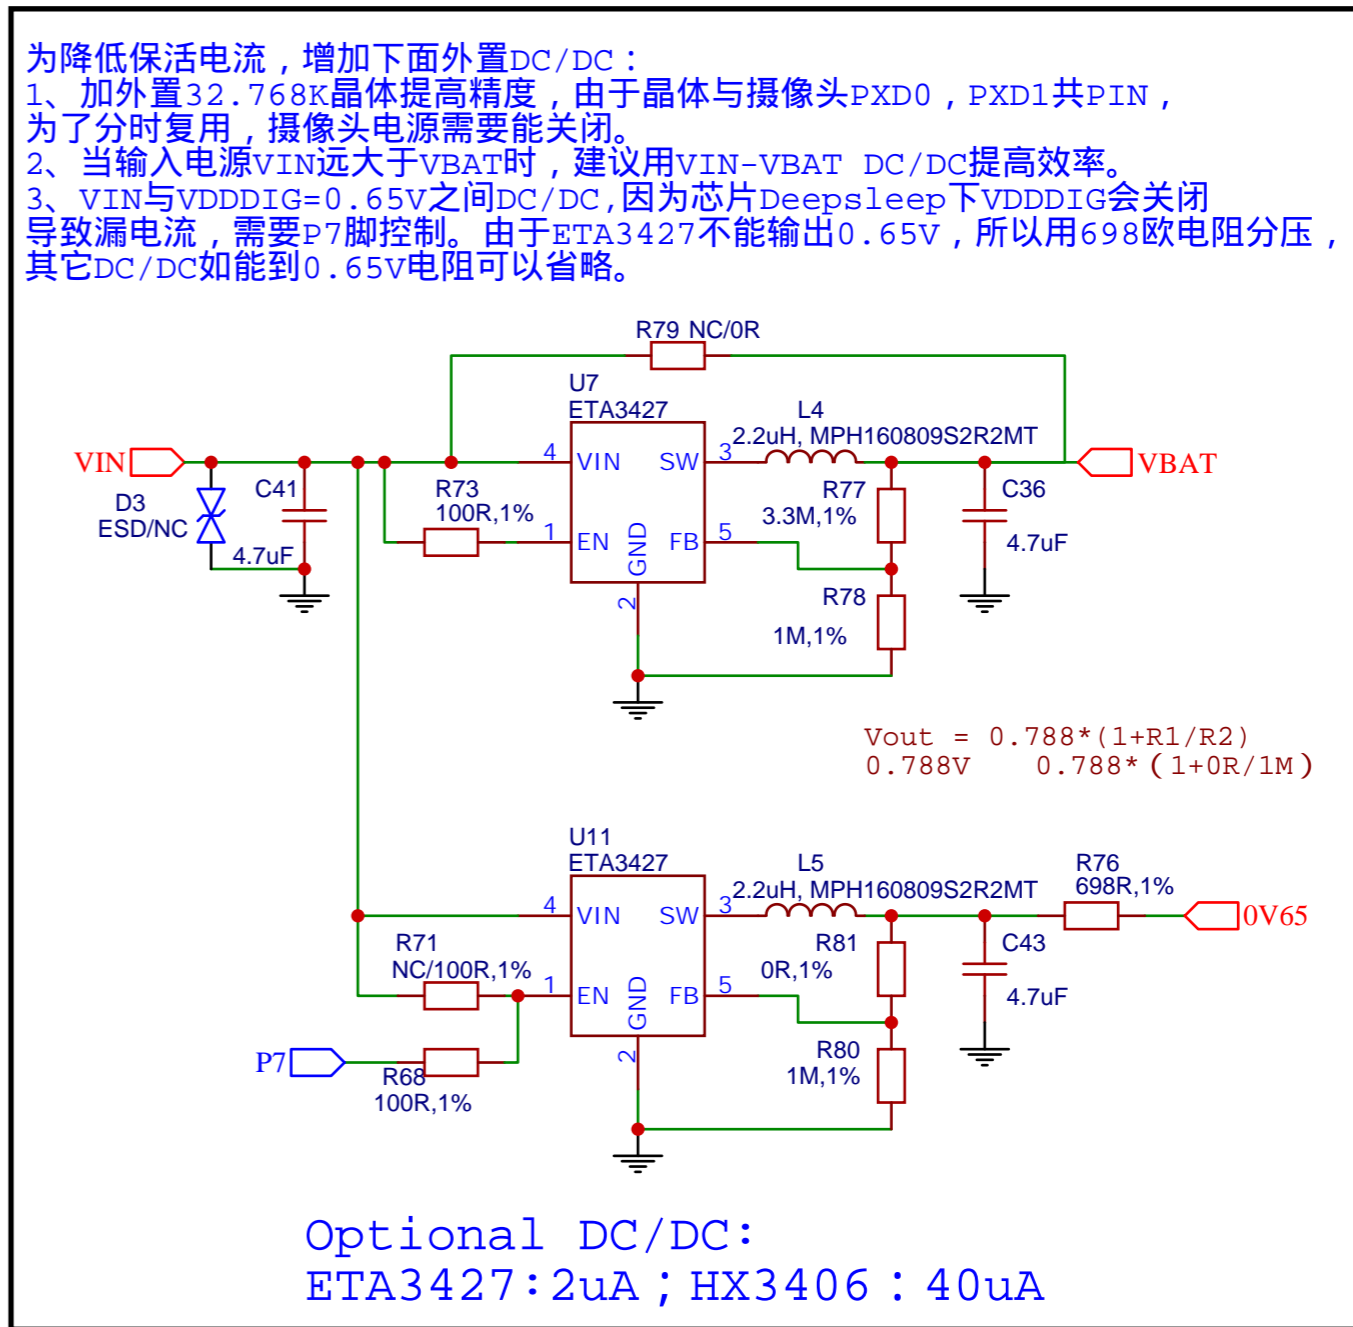 为降低保活电流，增加下面外置DC/DC：
1、加外置32.768K晶体提高精度，由于晶体与摄像头PXD0，PXD1共PIN，
为了分时复用，摄像头电源需要能关闭。
2、当输入电源VIN远大于VBAT时，建议用VIN-VBAT DC/DC提高效率。
3、VIN与VDDDIG=0.65V之间DC/DC,因为芯片Deepsleep下VDDDIG会关闭
导致漏电流，需要P7脚控制。由于ETA3427不能输出0.65V，所以用698欧电阻分压，
其它DC/DC如能到0.65V电阻可以省略。
R79 NC/0R
U7
ETA3427
L4
2.2uH, MPH160809S2R2MT
VIN
4
VIN
SW
3
VBAT
D3
ESD/NC
C41
4.7uF
R73
100R,1%
1
EN
GND
2
FB
5
R77
3.3M,1%
C36
4.7uF
R78
1M,1%
Vout = 0.788*(1+R1/R2)
0.788V 0.788*（1+0R/1M）
U11
ETA3427
L5
2.2uH, MPH160809S2R2MT
R76
698R,1%
4
VIN
SW
3
0V65
R71
NC/100R,1%
1
EN
GND
2
FB
5
R81
0R,1%
C43
4.7uF
P7
R68
100R,1%
R80
1M,1%
Optional DC/DC:
ETA3427:2uA；HX3406：40uA